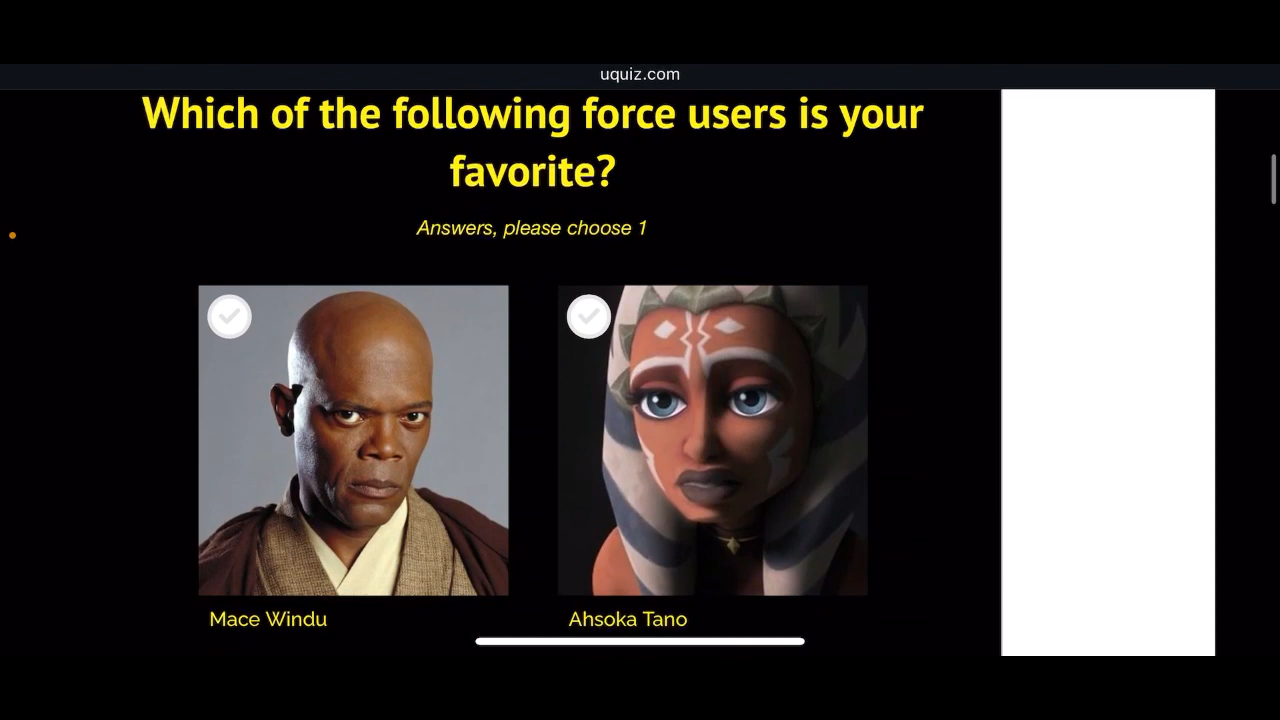 uquiz.com
Which of the following force users is your
favorite?
Answers, please choose 1
Mace Windu
Ahsoka Tano